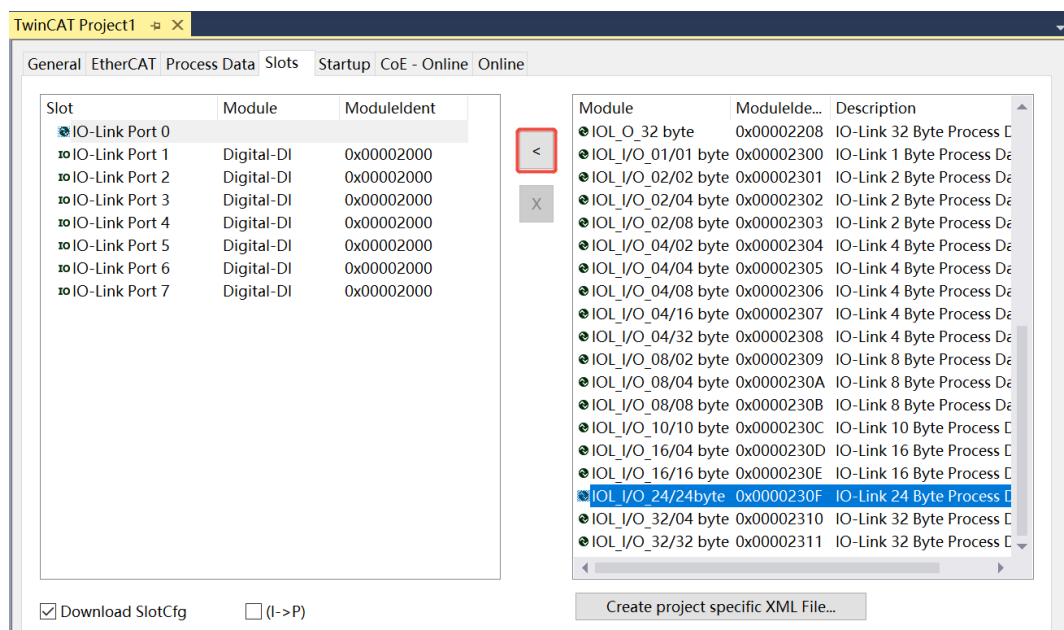 TwinCAT Project1
General EtherCAT Process Data Slots Startup CoE - Online Online
Slot Module ModuleIdent
IO-Link Port 0
IO-Link Port 1 Digital-DI 0x00002000
IO-Link Port 2 Digital-DI 0x00002000
IO-Link Port 3 Digital-DI 0x00002000
IO-Link Port 4 Digital-DI 0x00002000
IO-Link Port 5 Digital-DI 0x00002000
IO-Link Port 6 Digital-DI 0x00002000
IO-Link Port 7 Digital-DI 0x00002000
<
X
Module ModuleIde... Description
IOL_O_32 byte 0x00002208 IO-Link 32 Byte Process
IOL_I/O_01/01 byte 0x00002300 IO-Link 1 Byte Process Da
IOL_I/O_02/02 byte 0x00002301 IO-Link 2 Byte Process Da
IOL_I/O_02/04 byte 0x00002302 IO-Link 2 Byte Process Da
IOL_I/O_02/08 byte 0x00002303 IO-Link 2 Byte Process Da
IOL_I/O_04/02 byte 0x00002304 IO-Link 4 Byte Process Da
IOL_I/O_04/04 byte 0x00002305 IO-Link 4 Byte Process Da
IOL_I/O_04/08 byte 0x00002306 IO-Link 4 Byte Process Da
IOL_I/O_04/16 byte 0x00002307 IO-Link 4 Byte Process Da
IOL_I/O_04/32 byte 0x00002308 IO-Link 4 Byte Process Da
IOL_I/O_08/02 byte 0x00002309 IO-Link 8 Byte Process Da
IOL_I/O_08/04 byte 0x0000230A IO-Link 8 Byte Process Da
IOL_I/O_08/08 byte 0x0000230B IO-Link 8 Byte Process Da
IOL_I/O_10/10 byte 0x0000230C IO-Link 10 Byte Process
IOL_I/O_16/04 byte 0x0000230D IO-Link 16 Byte Process
IOL_I/O_16/16 byte 0x0000230E IO-Link 16 Byte Process
IOL_I/O_24/24byte 0x0000230F IO-Link 24 Byte Process
IOL_I/O_32/04 byte 0x00002310 IO-Link 32 Byte Process
IOL_I/O_32/32 byte 0x00002311 IO-Link 32 Byte Process
Download SlotCfg (I->P)
Create project specific XML File...